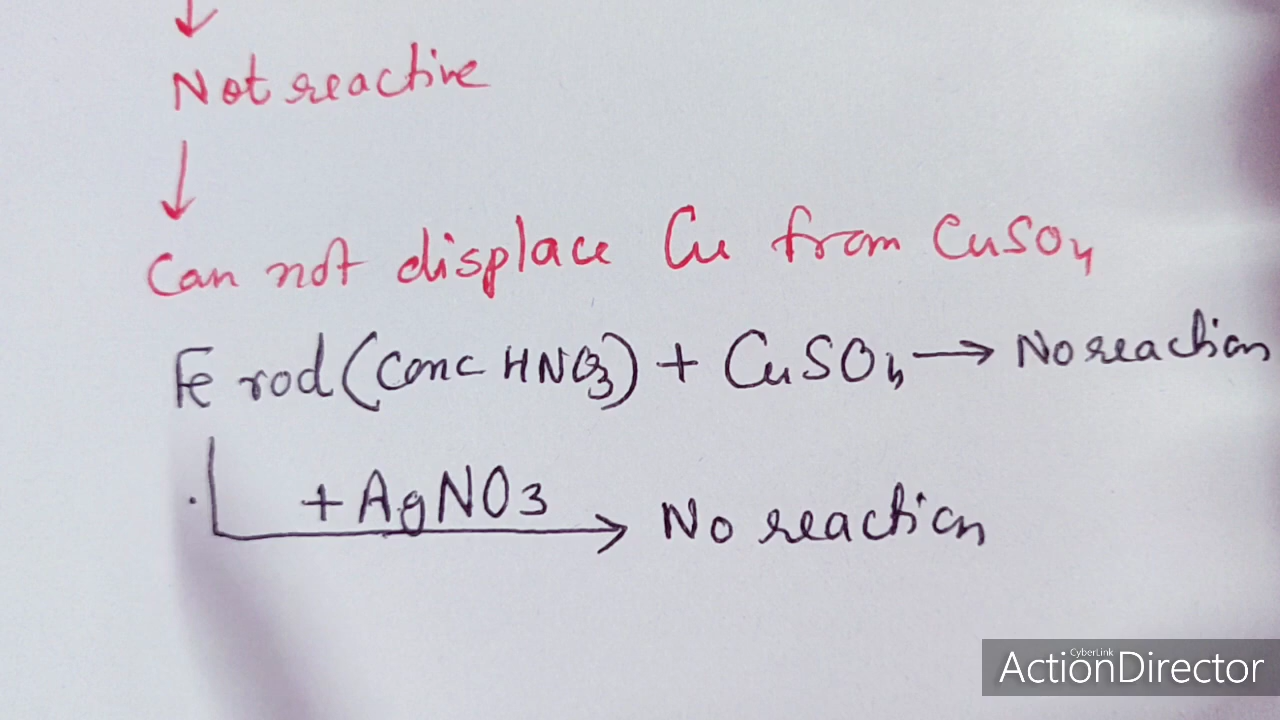 Not reactive
Can not displace Cu from CuSO4
Fe rod (Conc HNO3) + CuSO4 → No reaction
+ AgNO3 → No reaction
CyberLink
ActionDirector